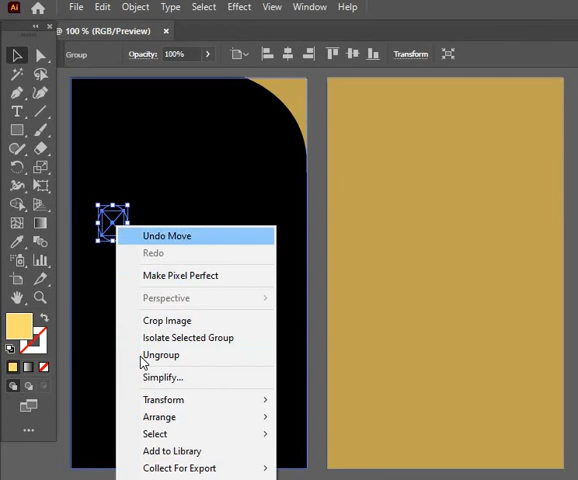 Ai
File Edit Object Type Select Effect View Window Help
@ 100 % (RGB/Preview) ×
Group Opacity: 100% > Transform
Undo Move
Redo
Make Pixel Perfect
Perspective
Crop Image
Isolate Selected Group
Ungroup
Simplify...
Transform
Arrange
Select
Add to Library
Collect For Export